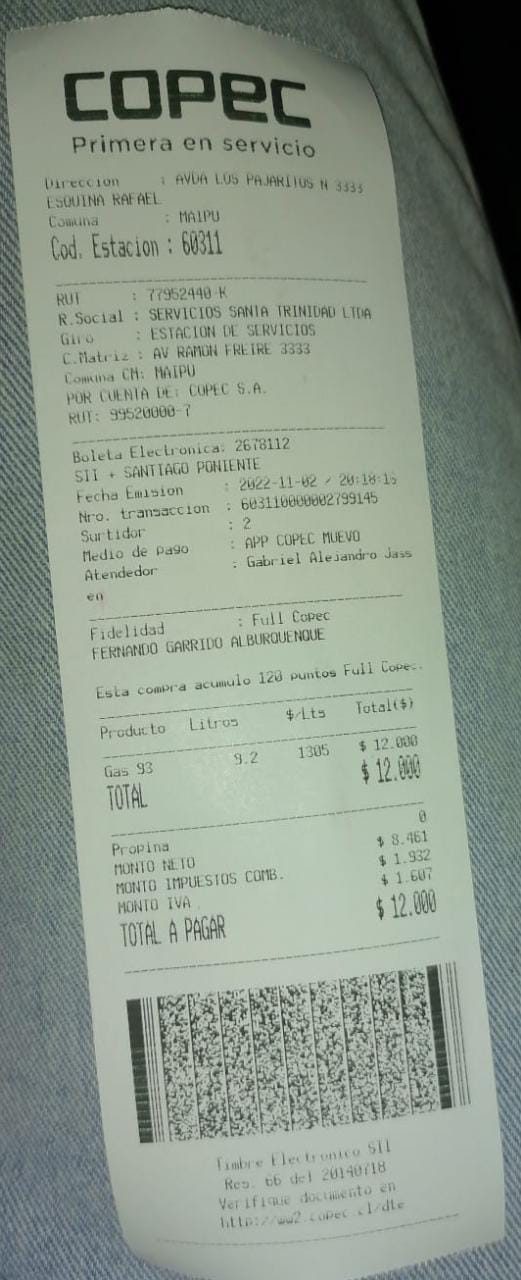 COPEC
Primera en servicio
Direccion : AVDA LOS PAJARITOS N 3333
ESQUINA RAFAEL
Comuna : MAIPU
Cod. Estacion : 60311
RUT : 77952440-K
R.Social : SERVICIOS SANTA TRINIDAD LTDA
Giro : ESTACION DE SERVICIOS
C.Matriz : AV RAMON FREIRE 3333
Comuna CM: MAIPU
POR CUENTA DE: COPEC S.A.
RUT: 99520000-7
Boleta Electronica: 2678112
SII + SANTIAGO PONIENTE
Fecha Emision : 2022-11-02 / 20:18:15
Nro. transaccion : 603110000002799145
Surtidor : 2
Medio de pago : APP COPEC MUEVO
Atendedor : Gabriel Alejandro Jass
en
Fidelidad : Full Copec
FERNANDO GARRIDO ALBURQUENQUE
Esta compra acumulo 120 puntos Full Copec.
Producto Litros $/Lts Total($)
Gas 93 9.2 1305 $ 12.000
TOTAL $ 12.000
Propina 0
MONTO NETO $ 8.461
MONTO IMPUESTOS COMB. $ 1.932
MONTO IVA $ 1.607
TOTAL A PAGAR $ 12.000
Timbre Electronico SII
Res. 66 del 20140718
Verifique documento en
http://ww2.copec.cl/dte